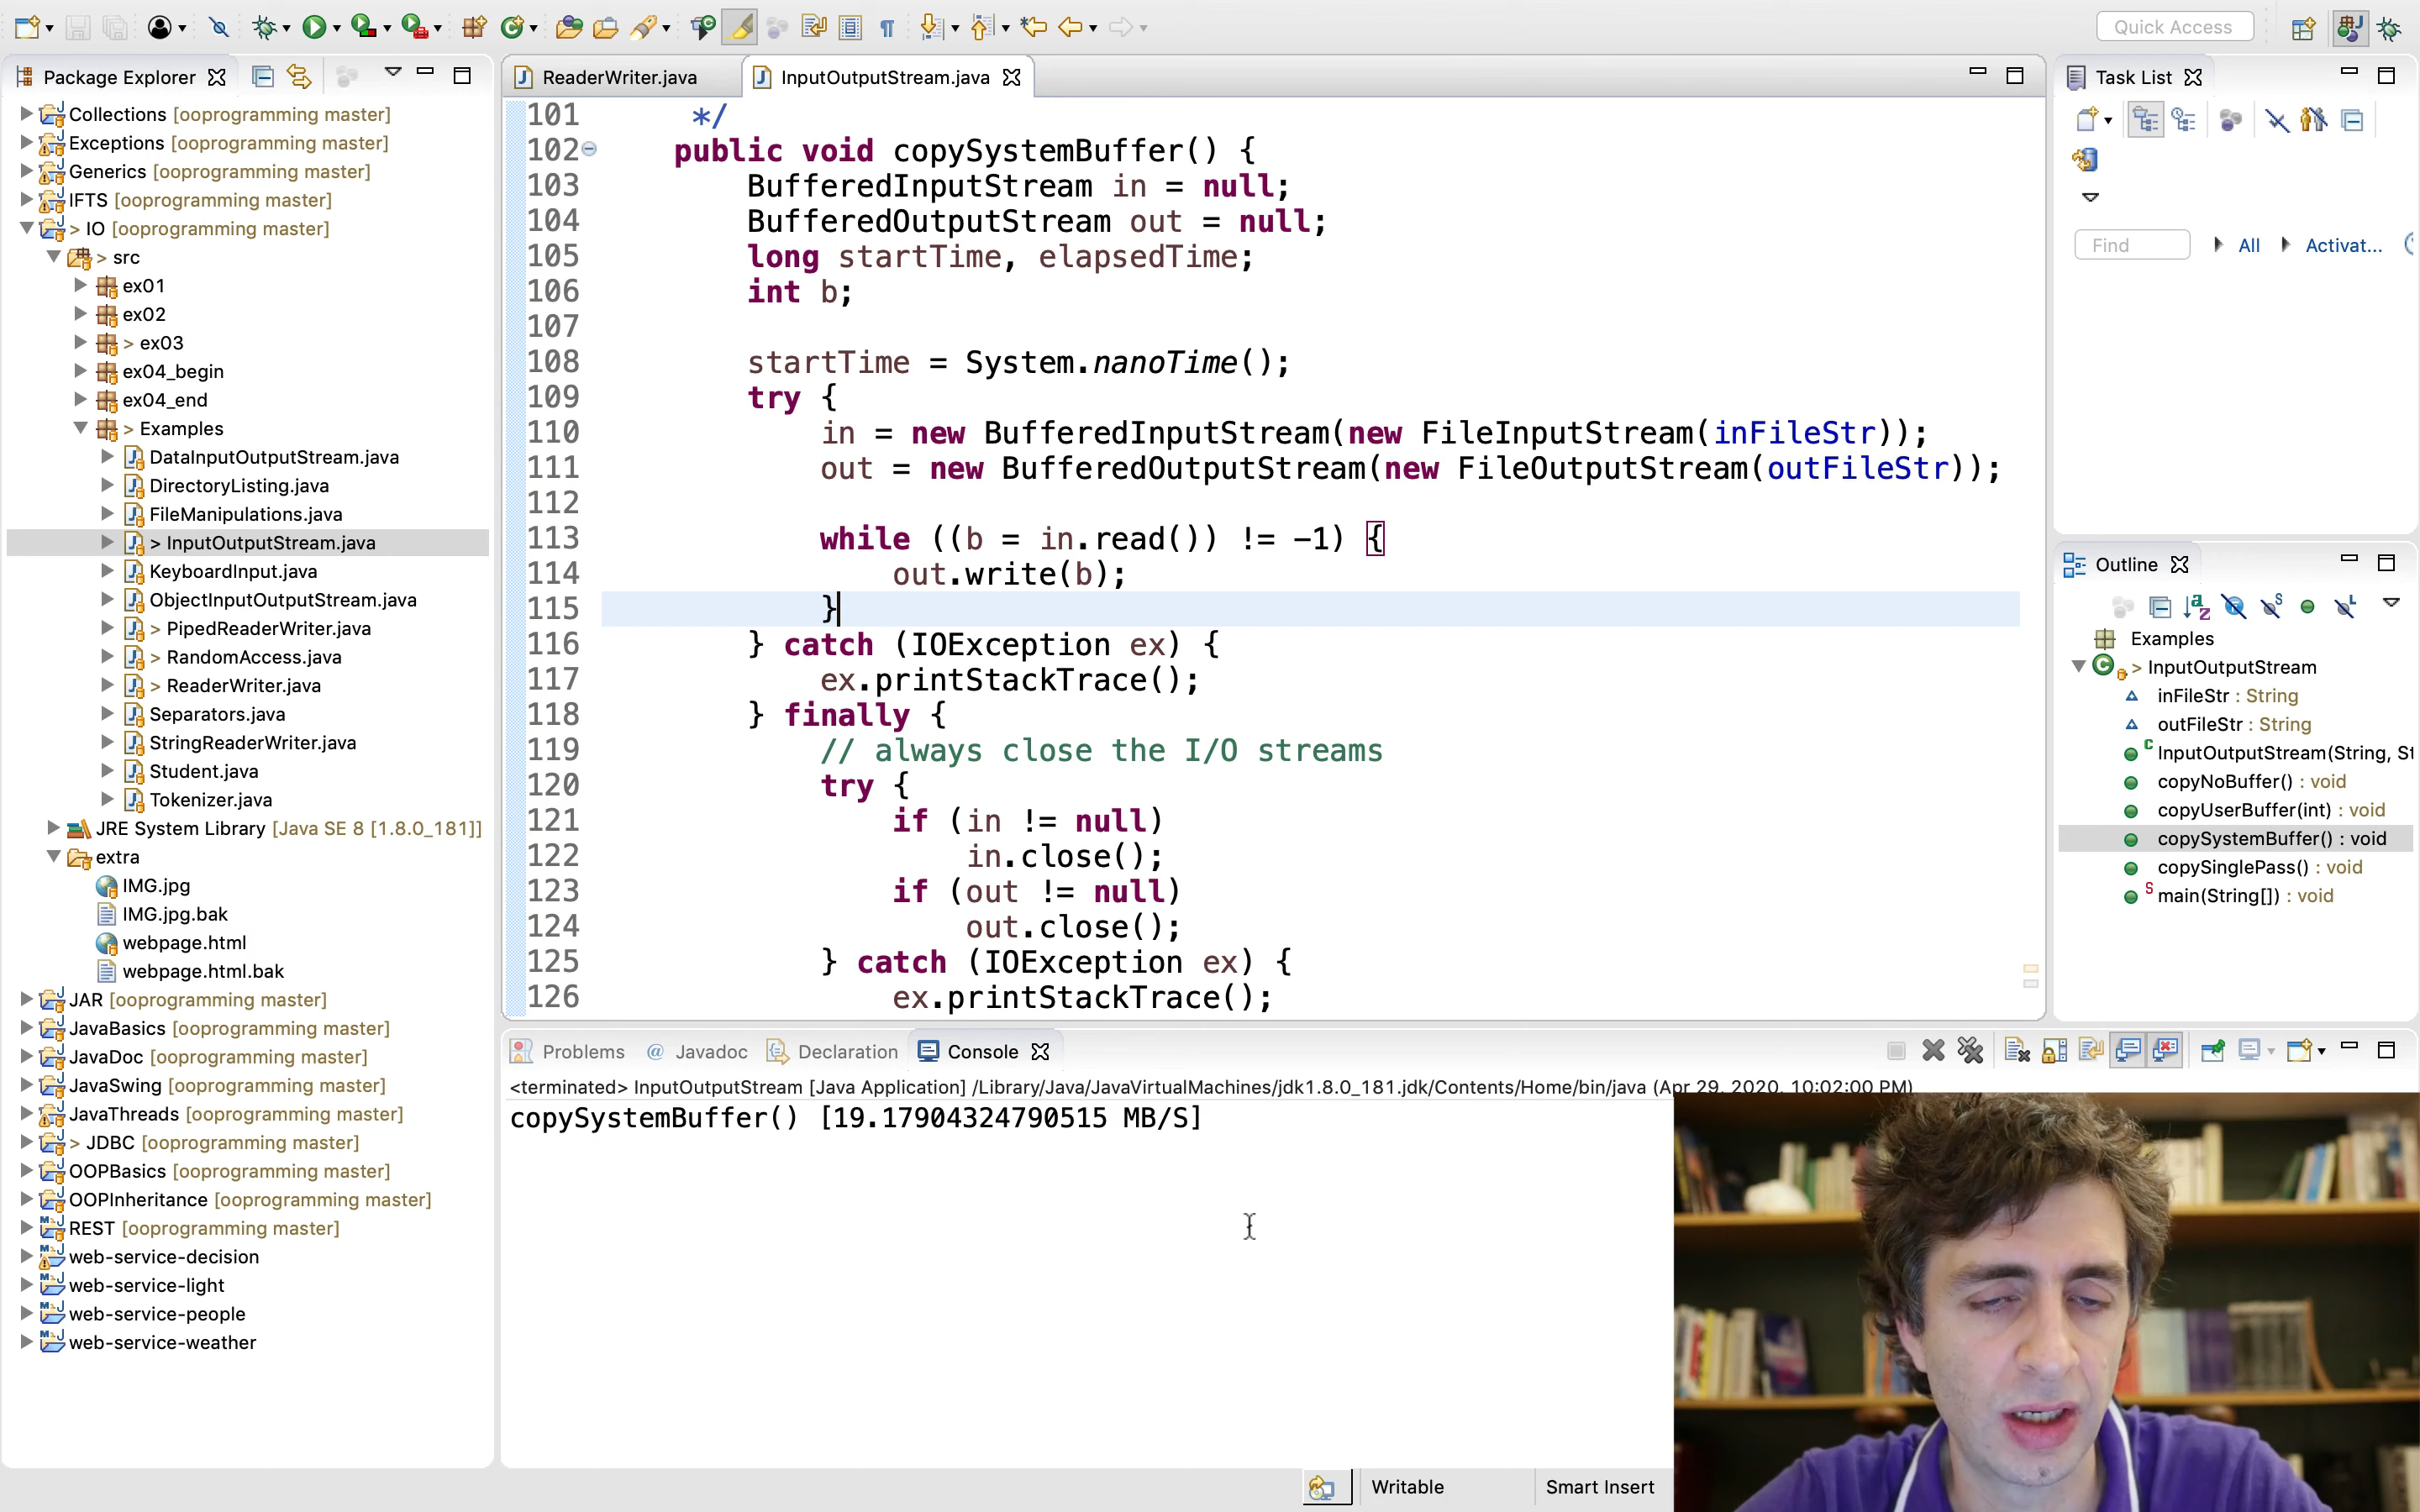 Quick Access
Package Explorer
Collections [ooprogramming master]
Exceptions [ooprogramming master]
Generics [ooprogramming master]
IFTS [ooprogramming master]
> IO [ooprogramming master]
> src
ex01
ex02
> ex03
ex04_begin
ex04_end
> Examples
DataInputOutputStream.java
DirectoryListing.java
FileManipulations.java
> InputOutputStream.java
KeyboardInput.java
ObjectInputOutputStream.java
> PipedReaderWriter.java
> RandomAccess.java
> ReaderWriter.java
Separators.java
StringReaderWriter.java
Student.java
Tokenizer.java
JRE System Library [Java SE 8 [1.8.0_181]]
extra
IMG.jpg
IMG.jpg.bak
webpage.html
webpage.html.bak
JAR [ooprogramming master]
JavaBasics [ooprogramming master]
JavaDoc [ooprogramming master]
JavaSwing [ooprogramming master]
JavaThreads [ooprogramming master]
> JDBC [ooprogramming master]
OOPBasics [ooprogramming master]
OOPInheritance [ooprogramming master]
REST [ooprogramming master]
web-service-decision
web-service-light
web-service-people
web-service-weather
ReaderWriter.java
InputOutputStream.java
101 */
102 public void copySystemBuffer() {
103 BufferedInputStream in = null;
104 BufferedOutputStream out = null;
105 long startTime, elapsedTime;
106 int b;
107
108 startTime = System.nanoTime();
109 try {
110 in = new BufferedInputStream(new FileInputStream(inFileStr));
111 out = new BufferedOutputStream(new FileOutputStream(outFileStr));
112
113 while ((b = in.read()) != -1) {
114 out.write(b);
115 }
116 } catch (IOException ex) {
117 ex.printStackTrace();
118 } finally {
119 // always close the I/O streams
120 try {
121 if (in != null)
122 in.close();
123 if (out != null)
124 out.close();
125 } catch (IOException ex) {
126 ex.printStackTrace();
Problems
Javadoc
Declaration
Console
<terminated> InputOutputStream [Java Application] /Library/Java/JavaVirtualMachines/jdk1.8.0_181.jdk/Contents/Home/bin/java (Apr 29, 2020, 10:02:00 PM)
copySystemBuffer() [19.17904324790515 MB/S]
Writable
Smart Insert
Task List
Find
All
Activat...
Outline
Examples
> InputOutputStream
inFileStr : String
outFileStr : String
InputOutputStream(String, St
copyNoBuffer() : void
copyUserBuffer(int) : void
copySystemBuffer() : void
copySinglePass() : void
main(String[]) : void